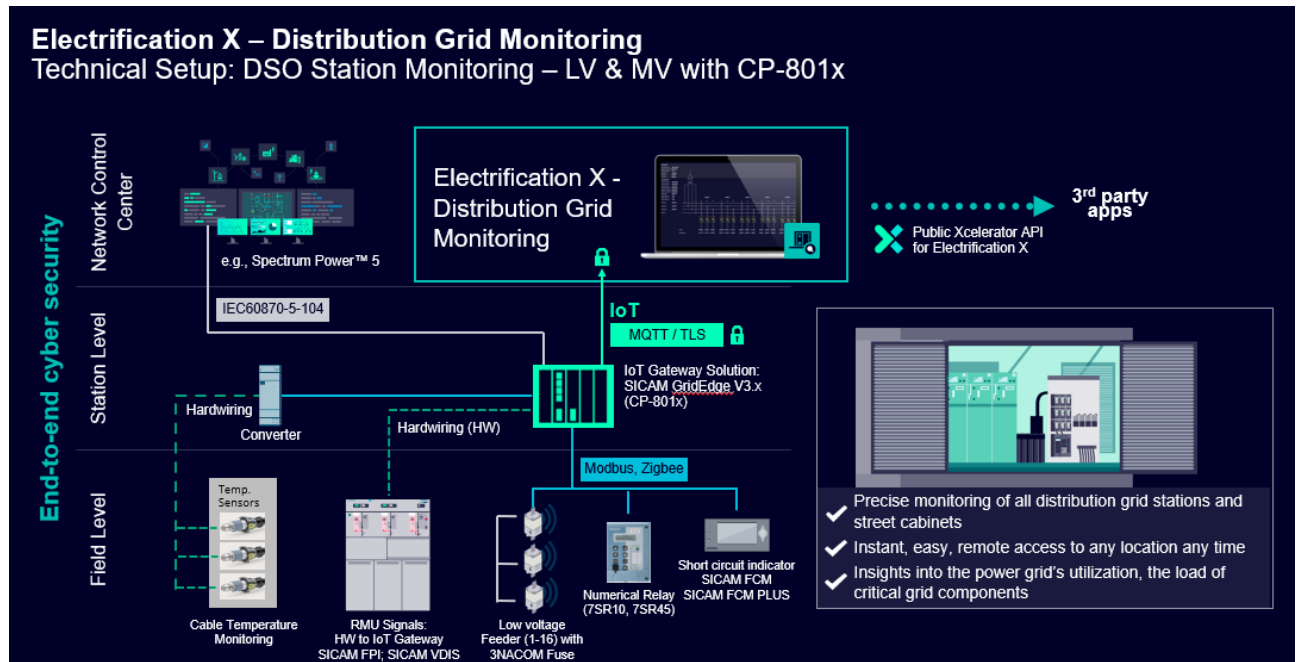 Electrification X – Distribution Grid Monitoring
Technical Setup: DSO Station Monitoring – LV & MV with CP-801x
End-to-end cyber security
Network Control
Center
e.g., Spectrum Power™ 5
Electrification X -
Distribution Grid
Monitoring
3rd party
apps
Public Xcelerator API
for Electrification X
Station Level
IEC60870-5-104
IoT
MQTT / TLS
IoT Gateway Solution:
SICAM GridEdge V3.x
(CP-801x)
Hardwiring
Converter
Hardwiring (HW)
Field Level
Modbus, Zigbee
Temp.
Sensors
Cable Temperature
Monitoring
RMU Signals:
HW to IoT Gateway
SICAM FPI; SICAM VDIS
Low voltage
Feeder (1-16) with
3NACOM Fuse
Numerical Relay
(7SR10, 7SR45)
Short circuit indicator
SICAM FCM
SICAM FCM PLUS
Precise monitoring of all distribution grid stations and
street cabinets
Instant, easy, remote access to any location any time
Insights into the power grid's utilization, the load of
critical grid components